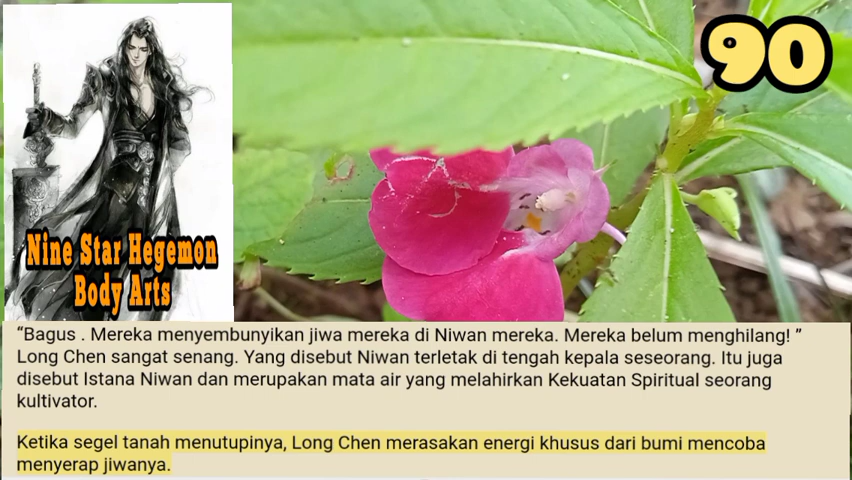 90
Nine Star Hegemon
Body Arts
“Bagus . Mereka menyembunyikan jiwa mereka di Niwan mereka. Mereka belum menghilang! ”
Long Chen sangat senang. Yang disebut Niwan terletak di tengah kepala seseorang. Itu juga
disebut Istana Niwan dan merupakan mata air yang melahirkan Kekuatan Spiritual seorang
kultivator.
Ketika segel tanah menutupinya, Long Chen merasakan energi khusus dari bumi mencoba
menyerap jiwanya.